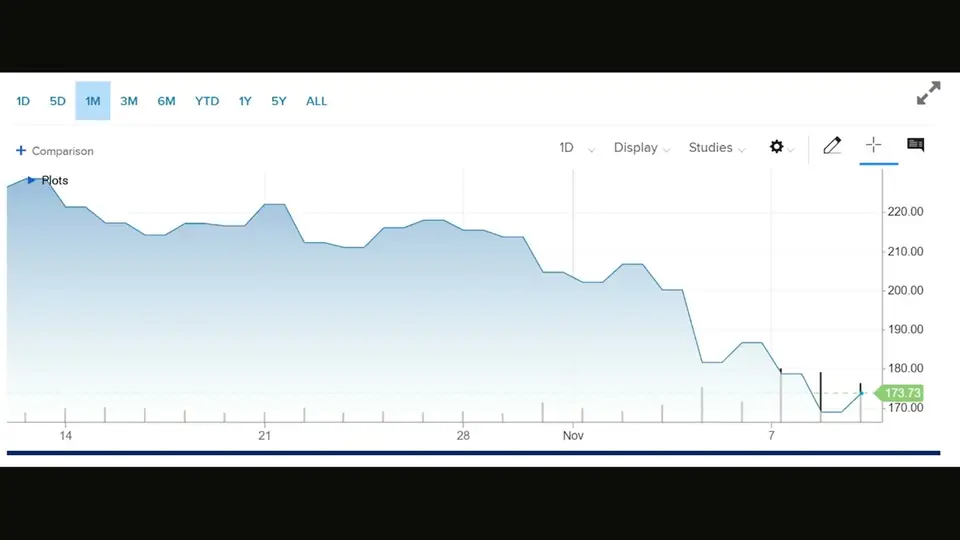 1D 5D 1M 3M 6M YTD 1Y 5Y ALL
+ Comparison 1D Display Studies
Plots
220.00
210.00
200.00
190.00
180.00
173.73
170.00
14 21 28 Nov 7